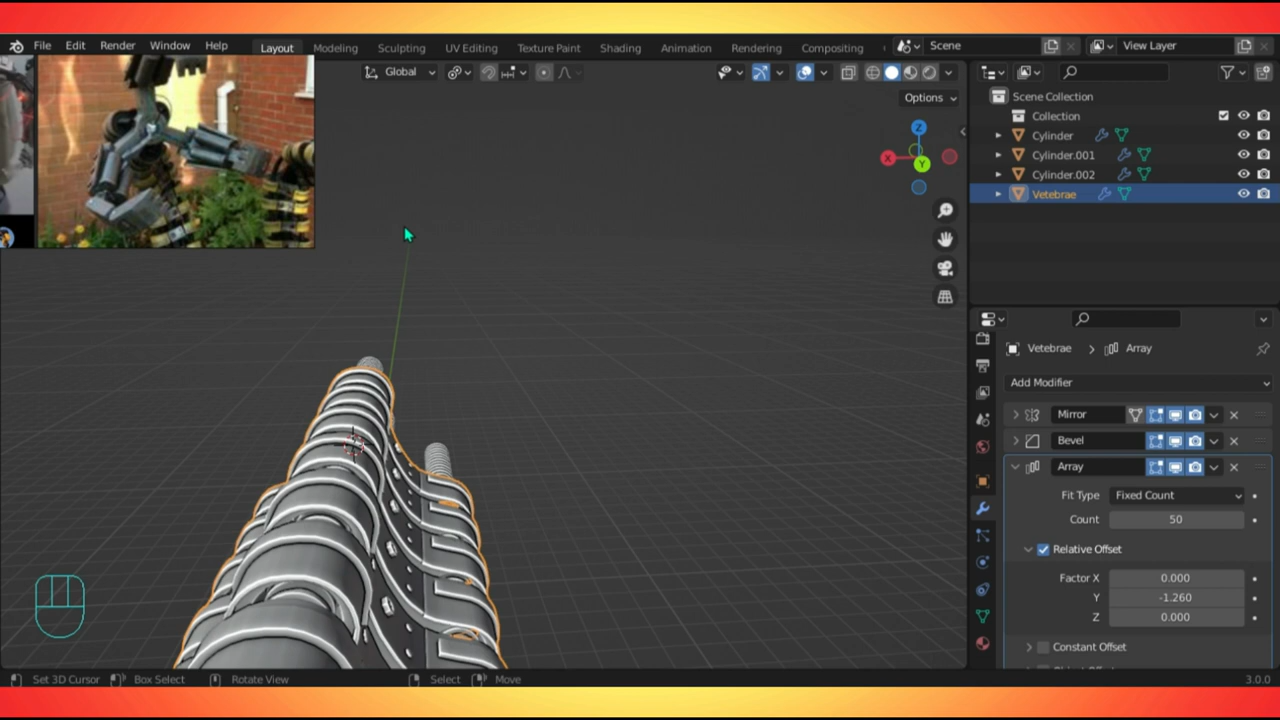 File Edit Render Window Help
Layout Modeling Sculpting UV Editing Texture Paint Shading Animation Rendering Compositing
Scene
View Layer
Global
Options
Z
X
Y
Scene Collection
Collection
Cylinder
Cylinder.001
Cylinder.002
Vetebrae
Vetebrae > Array
Add Modifier
Mirror
Bevel
Array
Fit Type Fixed Count
Count 50
Relative Offset
Factor X 0.000
Y -1.260
Z 0.000
Constant Offset
Set 3D Cursor Box Select Rotate View Select Move 3.0.0